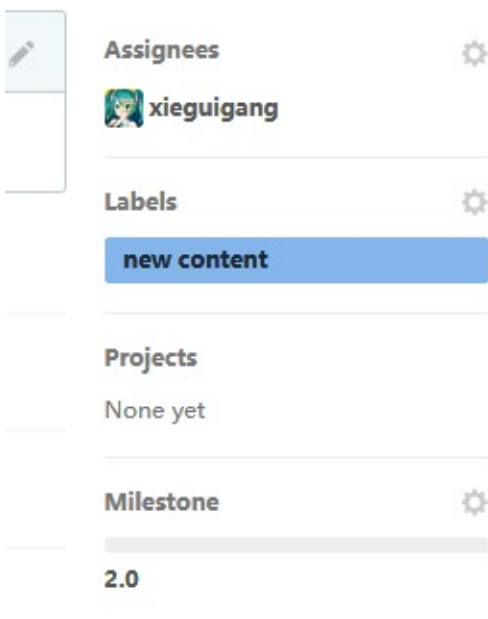 Assignees
xieguigang
Labels
new content
Projects
None yet
Milestone
2.0